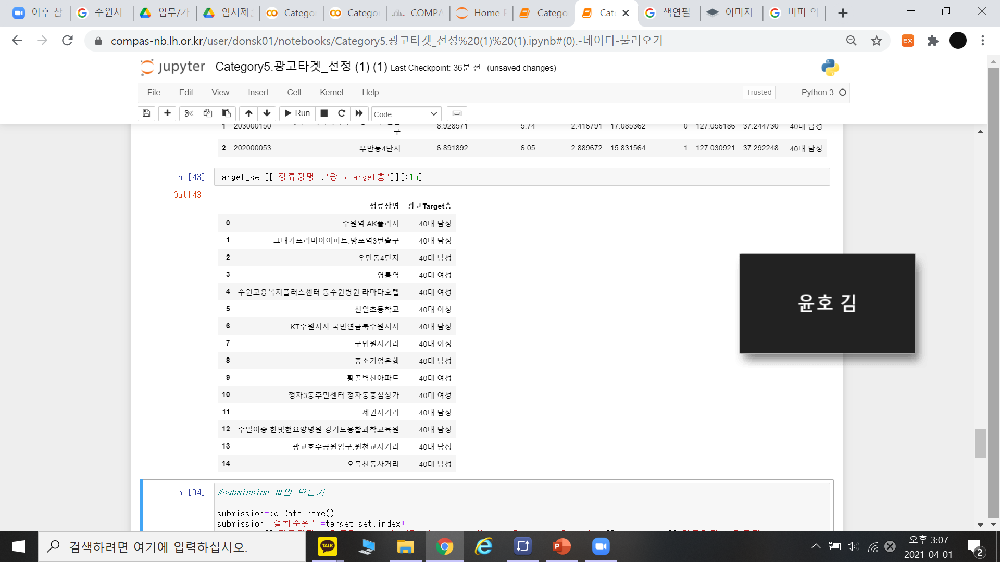 이후 참
수원시
업무/가
임시제출
Catego
Catego
COMPA
Home P
Catego
Cat
색연필
이미지
버퍼 의
compas-nb.lh.or.kr/user/donsk01/notebooks/Category5.광고타겟_선정%20(1)%20(1).ipynb#(0).-데이터-불러오기
EX
jupyter Category5.광고타겟_선정 (1) (1) Last Checkpoint: 36분 전 (unsaved changes)
File Edit View Insert Cell Kernel Help Trusted Python 3
Run Code
1 203000150 구 8.928571 5.74 2.416791 17.085362 0 127.056186 37.244730 40대 남성
2 202000053 우만동4단지 6.891892 6.05 2.889672 15.831564 1 127.030921 37.292248 40대 남성
In [43]: target_set[['정류장명','광고Target층']][:15]
Out[43]:
정류장명 광고Target층
0 수원역.AK플라자 40대 남성
1 그대가프리미어아파트.망포역3번출구 40대 남성
2 우만동4단지 40대 남성
3 영통역 40대 여성
4 수원고용복지플러스센터.동수원병원.라마다호텔 40대 여성
5 선일초등학교 40대 여성
6 KT수원지사.국민연금북수원지사 40대 남성
7 구법원사거리 40대 여성
8 중소기업은행 40대 남성
9 황골벽산아파트 40대 여성
10 정자3동주민센터.정자동중심상가 40대 여성
11 세권사거리 40대 남성
12 수일여중.한빛현요양병원.경기도융합과학교육원 40대 남성
13 광교호수공원입구.원천교사거리 40대 남성
14 오목천동사거리 40대 남성
윤호 김
In [34]: #submission 파일 만들기
submission=pd.DataFrame()
submission['설치순위']=target_set.index+1
검색하려면 여기에 입력하십시오.
TALK
오후 3:07
2021-04-01
2